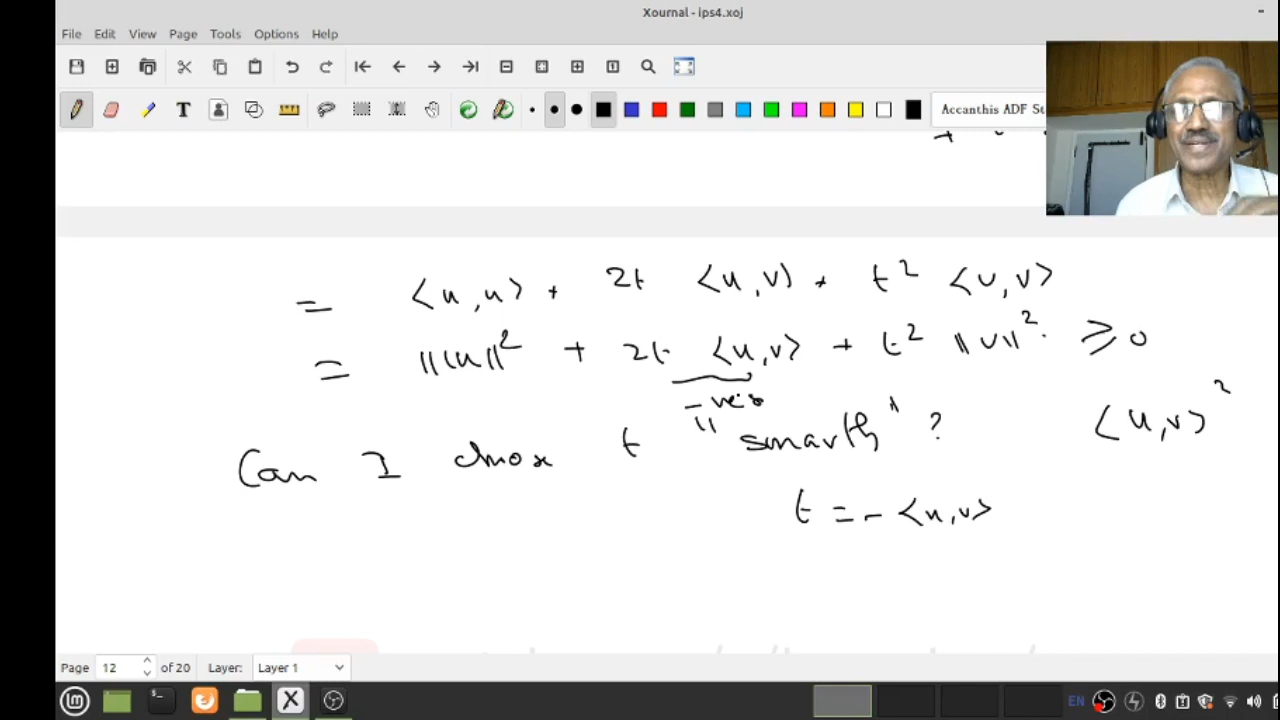 Xournal - ips4.xoj
File Edit View Page Tools Options Help
Accanthis ADF St
= <u,u> + 2t <u,v> + t² <v,v>
= ||u||² + 2t <u,v> + t² ||v||² ≥ 0
-ve
Can I t "smartly"?
<u,v>²
t = - <u,v>
Page 12 of 20 Layer: Layer 1
EN